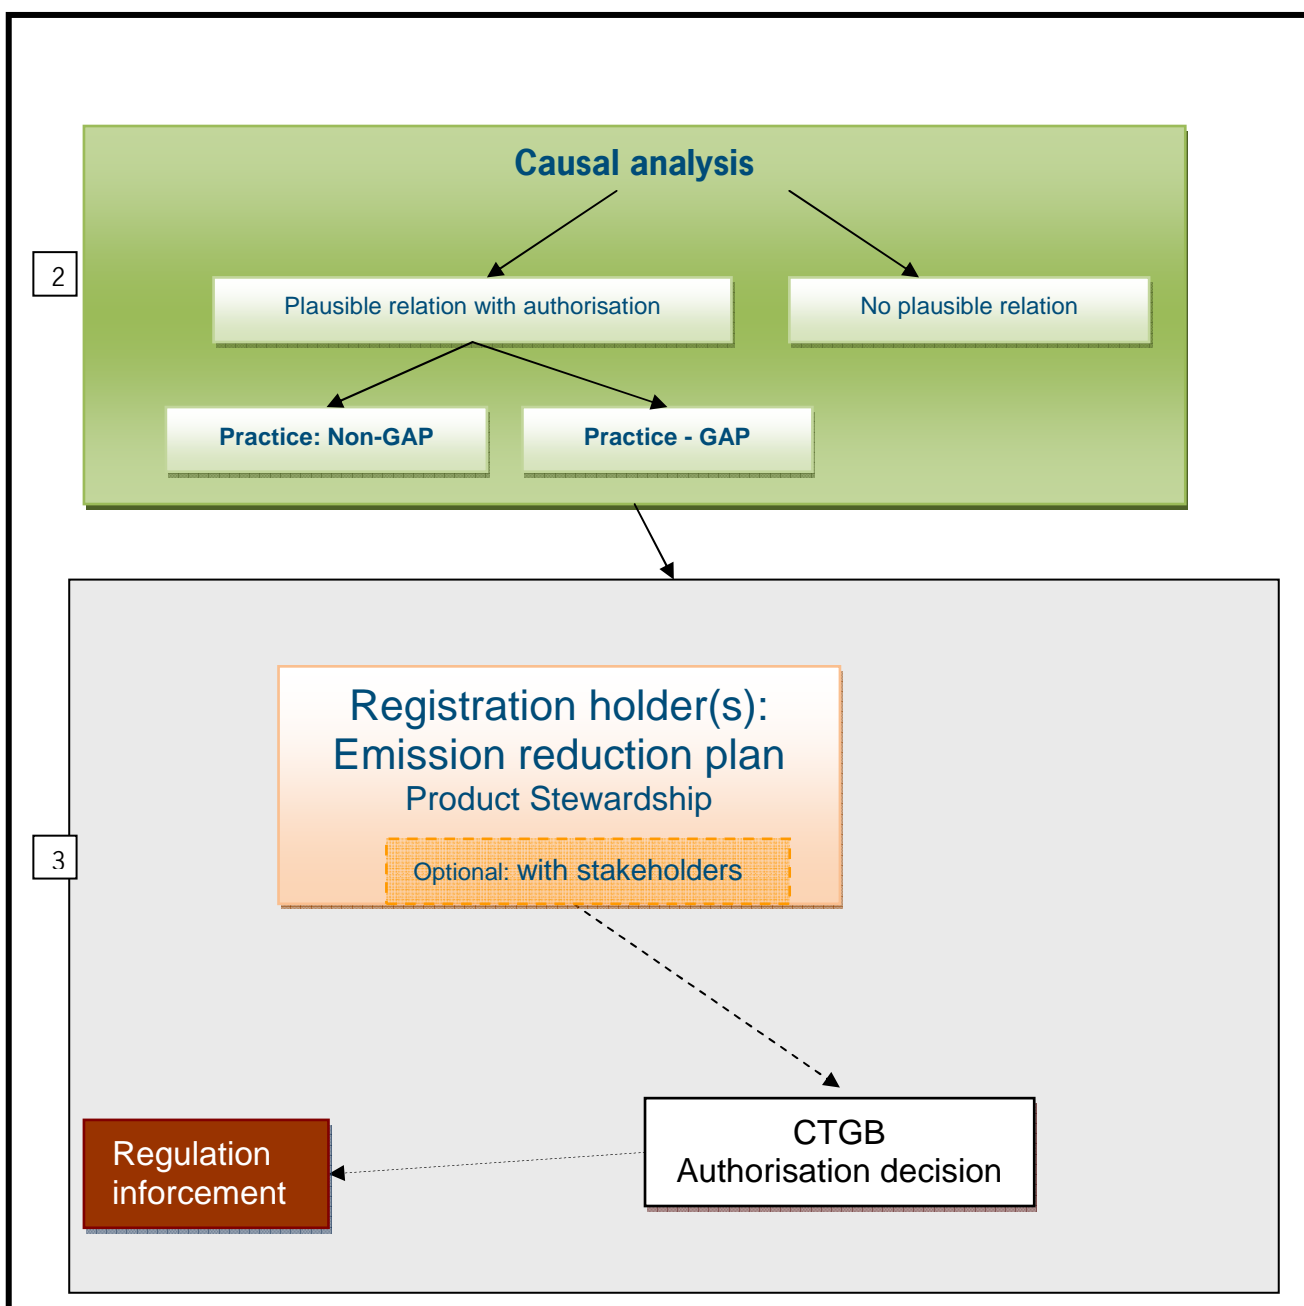 Causal analysis
2
Plausible relation with authorisation
No plausible relation
Practice: Non-GAP
Practice - GAP
Registration holder(s):
Emission reduction plan
Product Stewardship
3
Optional: with stakeholders
CTGB
Authorisation decision
Regulation
inforcement